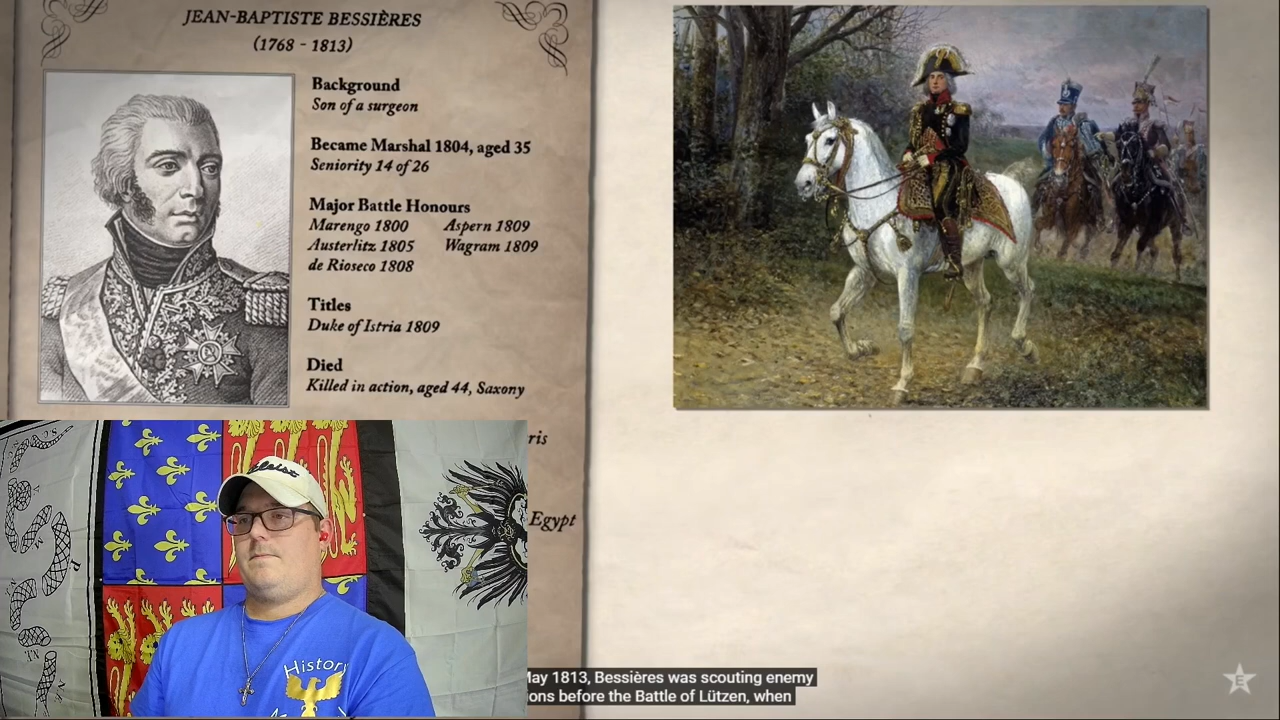 JEAN-BAPTISTE BESSIÈRES
(1768 - 1813)
Background
Son of a surgeon
Became Marshal 1804, aged 35
Seniority 14 of 26
Major Battle Honours
Marengo 1800 Aspern 1809
Austerlitz 1805 Wagram 1809
de Rioseco 1808
Titles
Duke of Istria 1809
Died
Killed in action, aged 44, Saxony
ris
Egypt
History
May 1813, Bessières was scouting enemy
ions before the Battle of Lützen, when
E